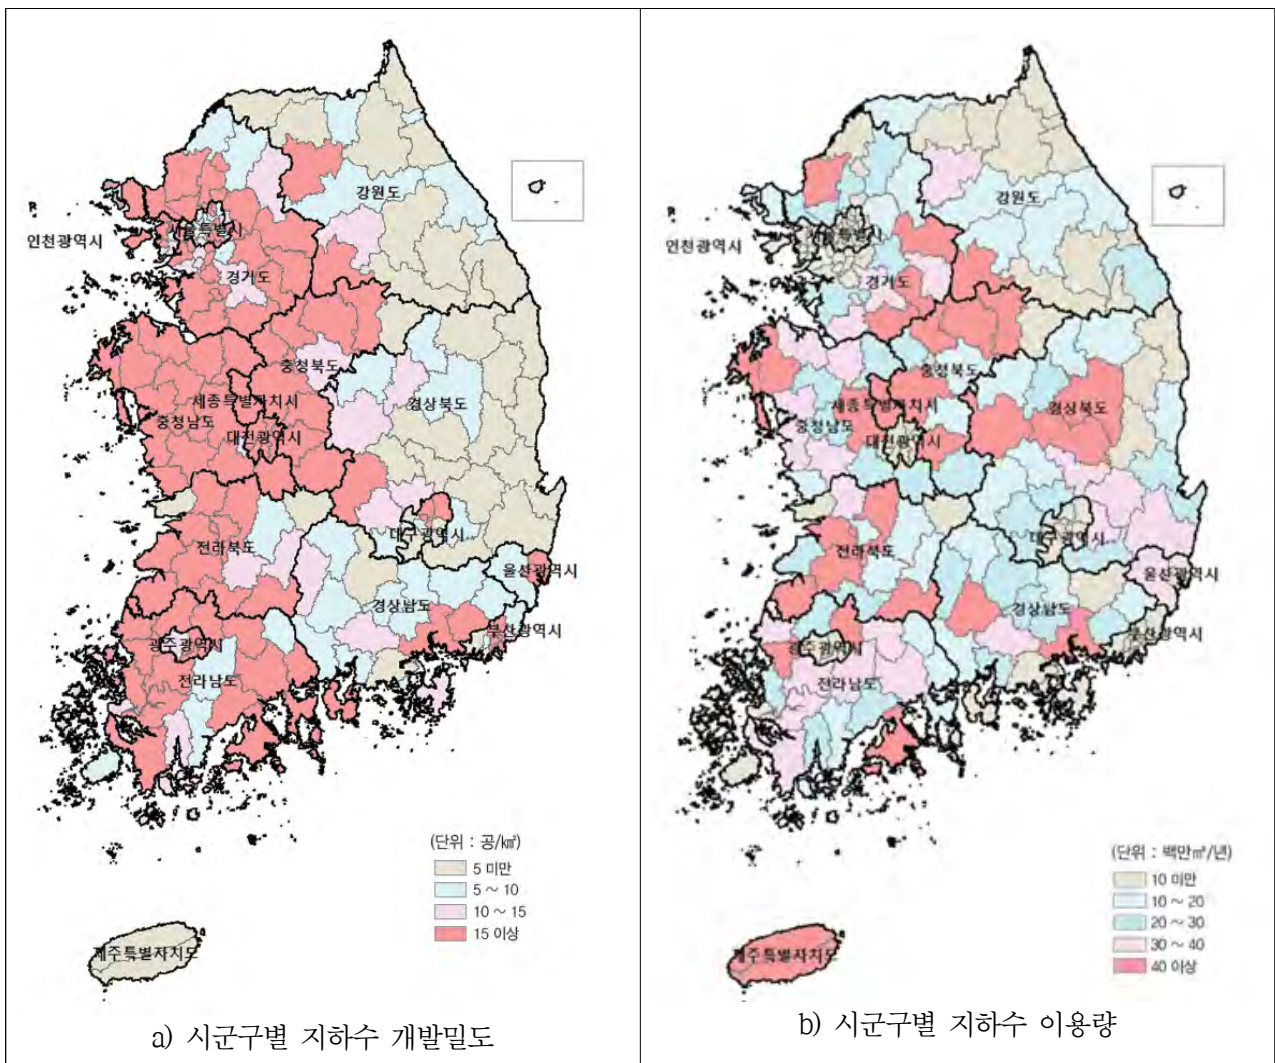 강원도
인천광역시
서울특별시
경기도
충청북도
세종특별자치시
충청남도
대전광역시
경상북도
대구광역시
전라북도
울산광역시
경상남도
부산광역시
광주광역시
전라남도
제주특별자치도
(단위 : 공/㎢)
5 미만
5 ~ 10
10 ~ 15
15 이상
a) 시군구별 지하수 개발밀도
강원도
인천광역시
서울특별시
경기도
충청북도
세종특별자치시
충청남도
대전광역시
경상북도
대구광역시
전라북도
울산광역시
경상남도
부산광역시
광주광역시
전라남도
제주특별자치도
(단위 : 백만㎥/년)
10 미만
10 ~ 20
20 ~ 30
30 ~ 40
40 이상
b) 시군구별 지하수 이용량